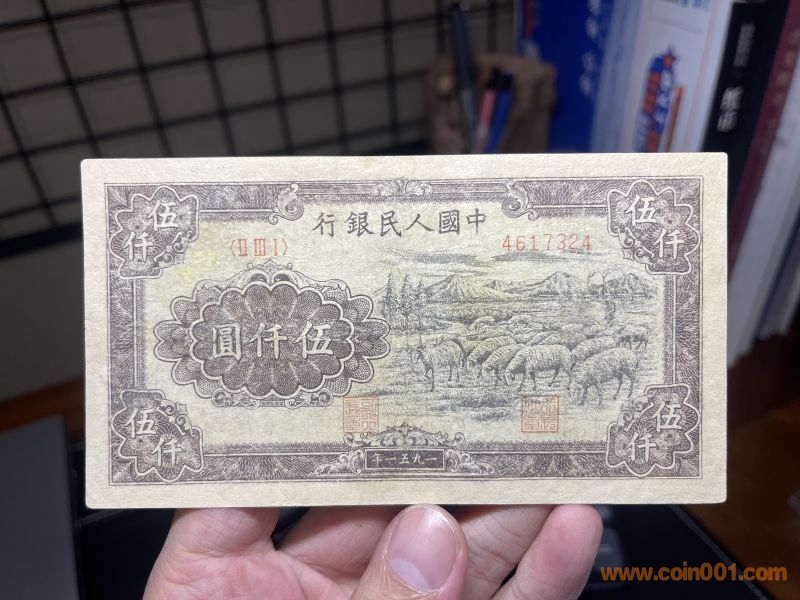 中國人民銀行
〈II III I〉 4617324
伍仟
伍仟
伍仟圓
伍仟
伍仟
一九五一年
www.coin001.com